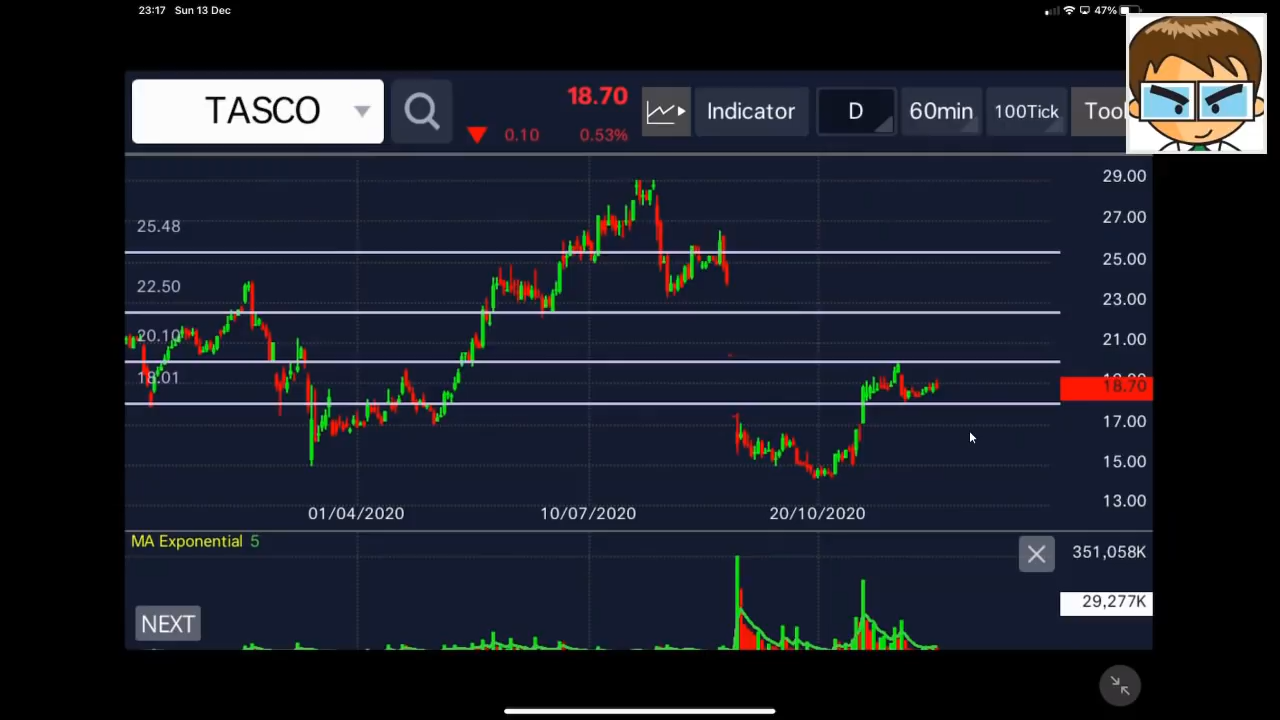 23:17 Sun 13 Dec
47%
TASCO
18.70
0.10 0.53%
Indicator
D
60min
100Tick
Tool
29.00
27.00
25.00
23.00
21.00
18.70
17.00
15.00
13.00
25.48
22.50
20.10
18.01
01/04/2020
10/07/2020
20/10/2020
MA Exponential 5
351,058K
29,277K
NEXT